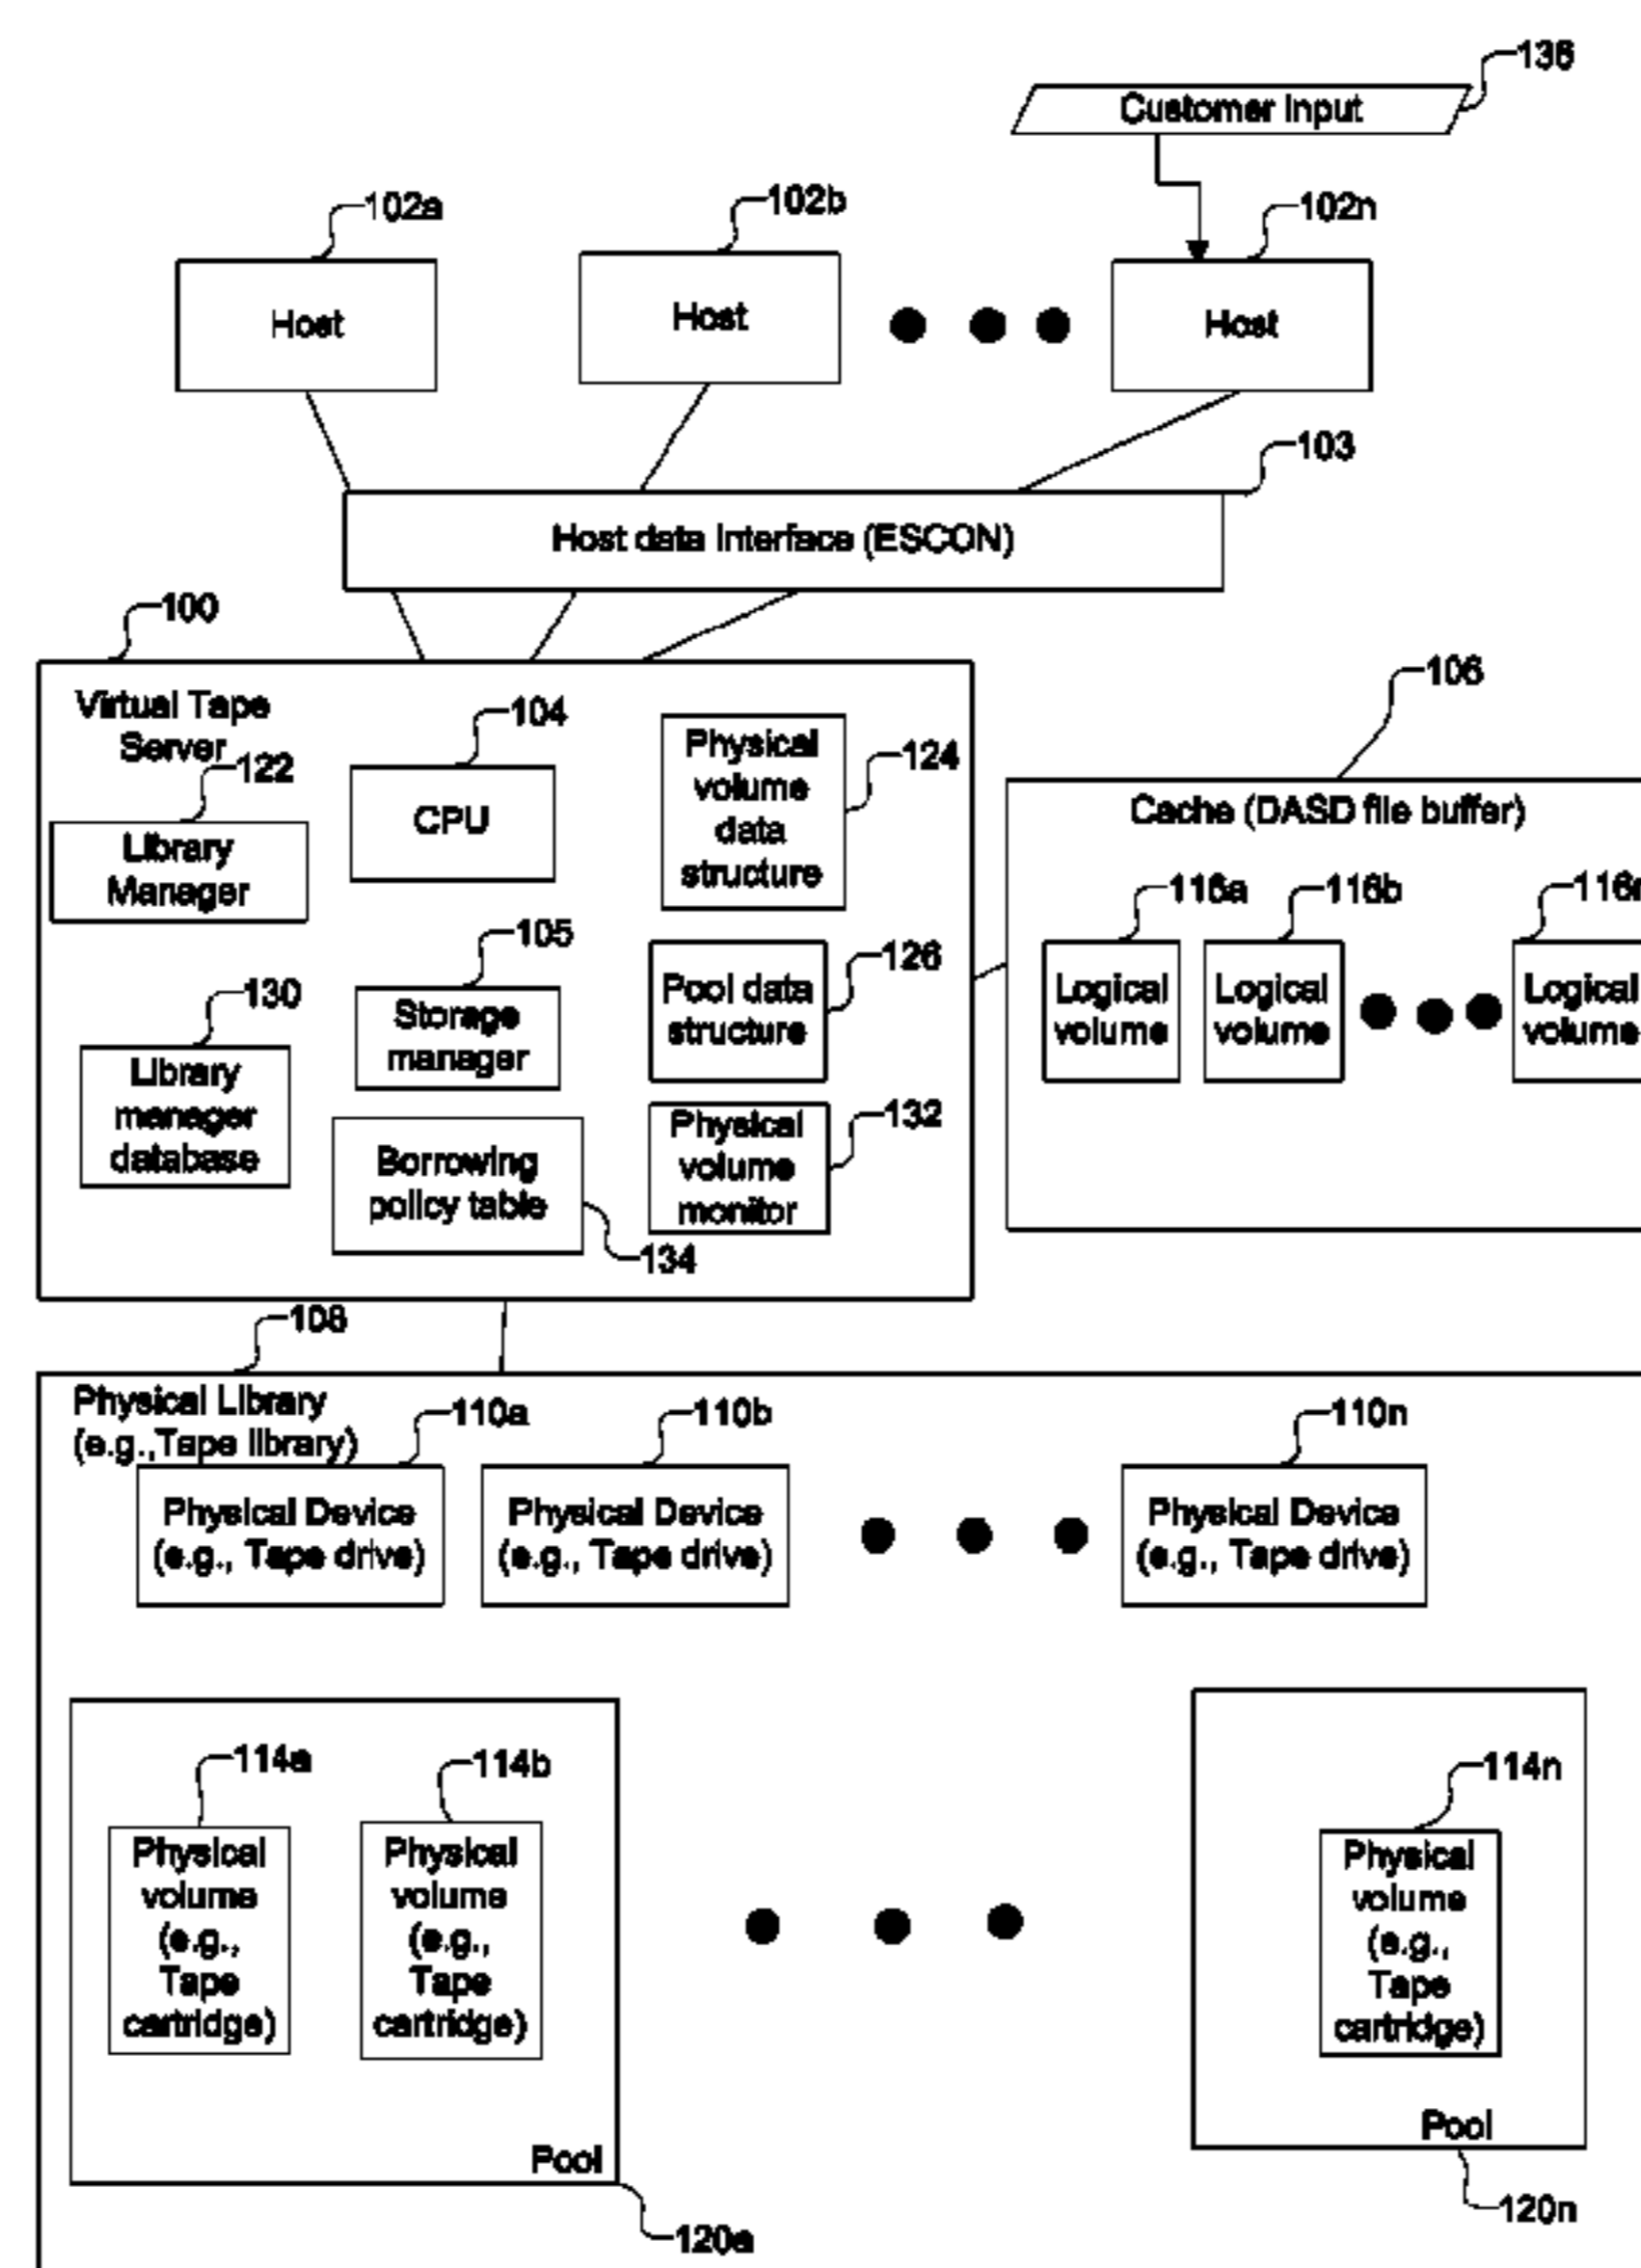 136
Customer input
102a
102b
102n
Host
Host
Host
103
Host data interface (ESCON)
100
Virtual Tape
Server
122
Library
Manager
104
CPU
Physical
volume
data
structure
124
106
Cache (DASD file buffer)
116a
116b
Logical
volume
Logical
volume
Logical
volume
105
Storage
manager
Pool data
structure
126
130
Library
manager
database
Borrowing
policy table
134
Physical
volume
monitor
132
108
Physical Library
(e.g.,Tape library)
110a
110b
110n
Physical Device
(e.g., Tape drive)
Physical Device
(e.g., Tape drive)
Physical Device
(e.g., Tape drive)
114a
114b
114n
Physical
volume
(e.g.,
Tape
cartridge)
Physical
volume
(e.g.,
Tape
cartridge)
Physical
volume
(e.g.,
Tape
cartridge)
Pool
Pool
120a
120n